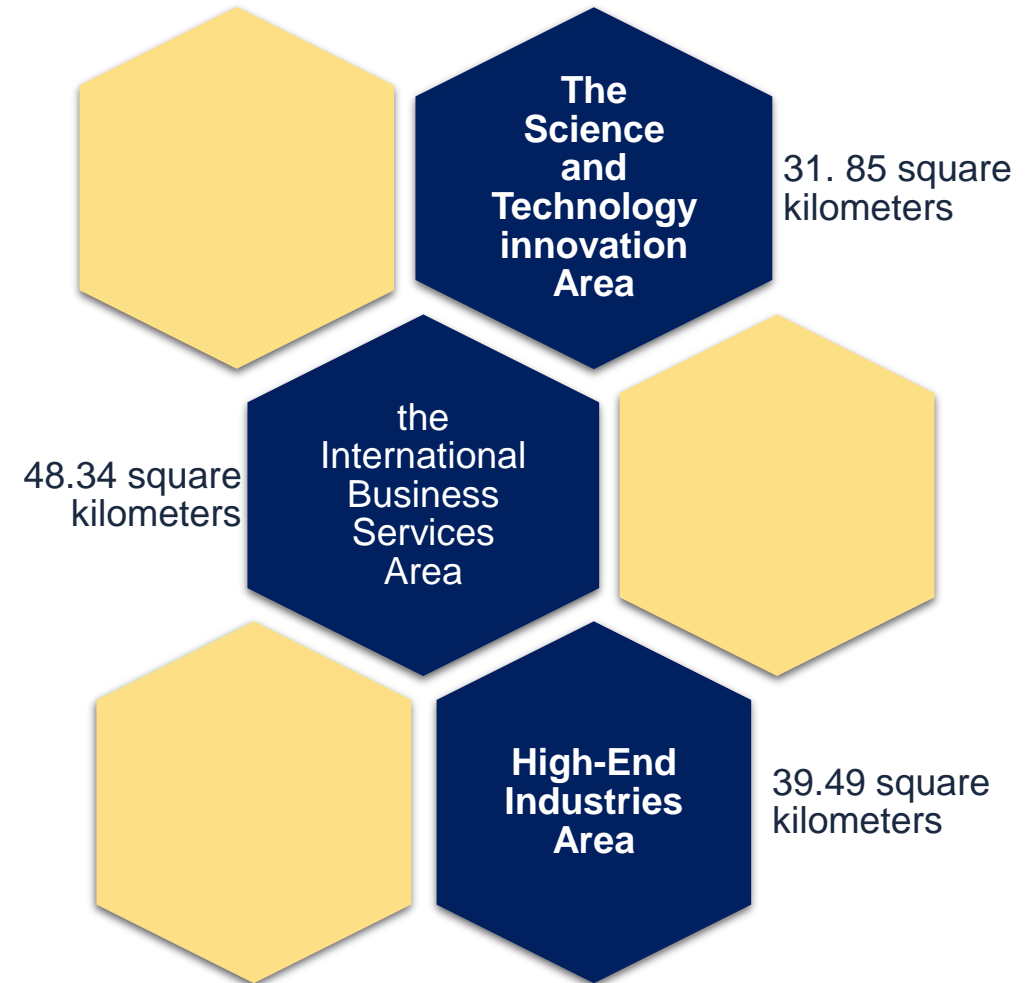 The
Science
and
Technology
innovation
Area
31. 85 square
kilometers
the
International
Business
Services
Area
48.34 square
kilometers
High-End
Industries
Area
39.49 square
kilometers